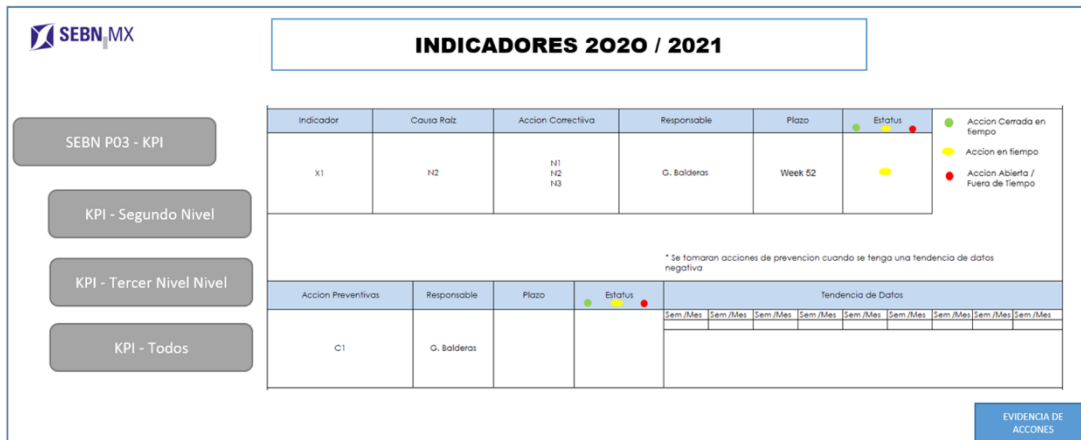 SEBN MX
INDICADORES 2020 / 2021
SEBN P03 - KPI
KPI - Segundo Nivel
KPI - Tercer Nivel Nivel
KPI - Todos
Indicador Causa Raíz Accion Correctiiva Responsable Plazo Estatus
X1 N2 N1 G. Balderas Week 52
N2
N3
Accion Cerrada en
tiempo
Accion en tiempo
Accion Abierta /
Fuera de Tiempo
* Se tomaran acciones de prevencion cuando se tenga una tendencia de datos
negativa
Accion Preventivas Responsable Plazo Estatus Tendencia de Datos
Sem /Mes Sem /Mes Sem /Mes Sem /Mes Sem /Mes Sem /Mes Sem /Mes Sem /Mes Sem /Mes
C1 G. Balderas
EVIDENCIA DE
ACCONES